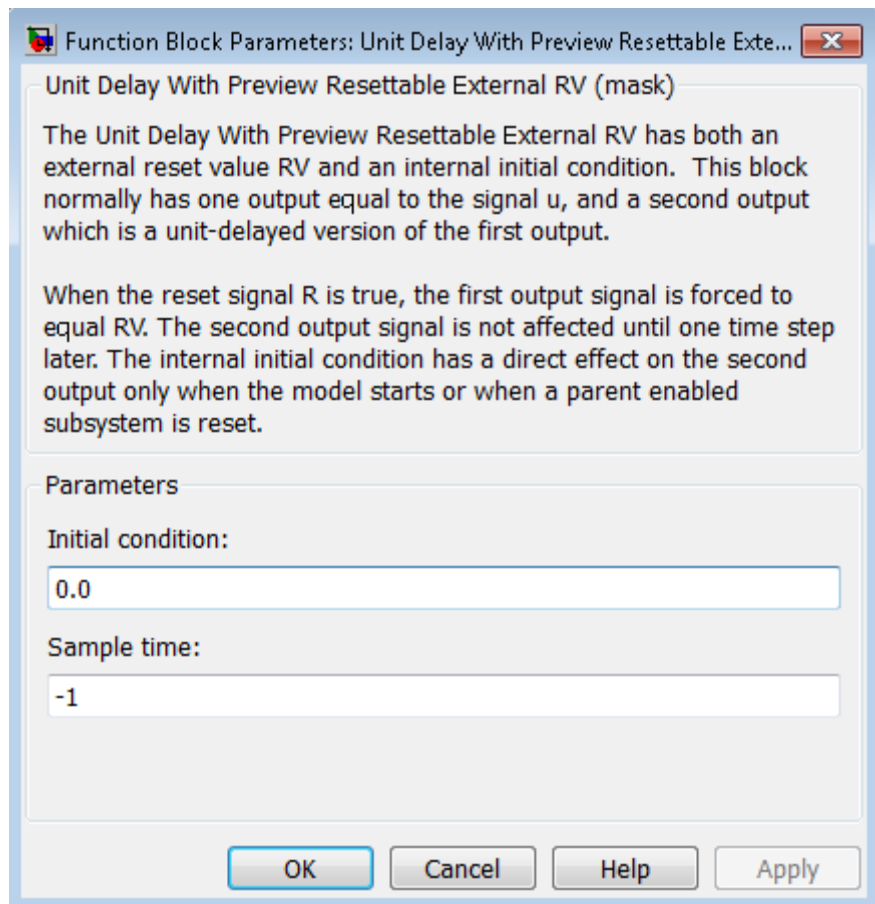 Function Block Parameters: Unit Delay With Preview Resettable Exte...
Unit Delay With Preview Resettable External RV (mask)
The Unit Delay With Preview Resettable External RV has both an
external reset value RV and an internal initial condition.  This block
normally has one output equal to the signal u, and a second output
which is a unit-delayed version of the first output.
When the reset signal R is true, the first output signal is forced to
equal RV. The second output signal is not affected until one time step
later. The internal initial condition has a direct effect on the second
output only when the model starts or when a parent enabled
subsystem is reset.
Parameters
Initial condition:
0.0
Sample time:
-1
OK Cancel Help Apply